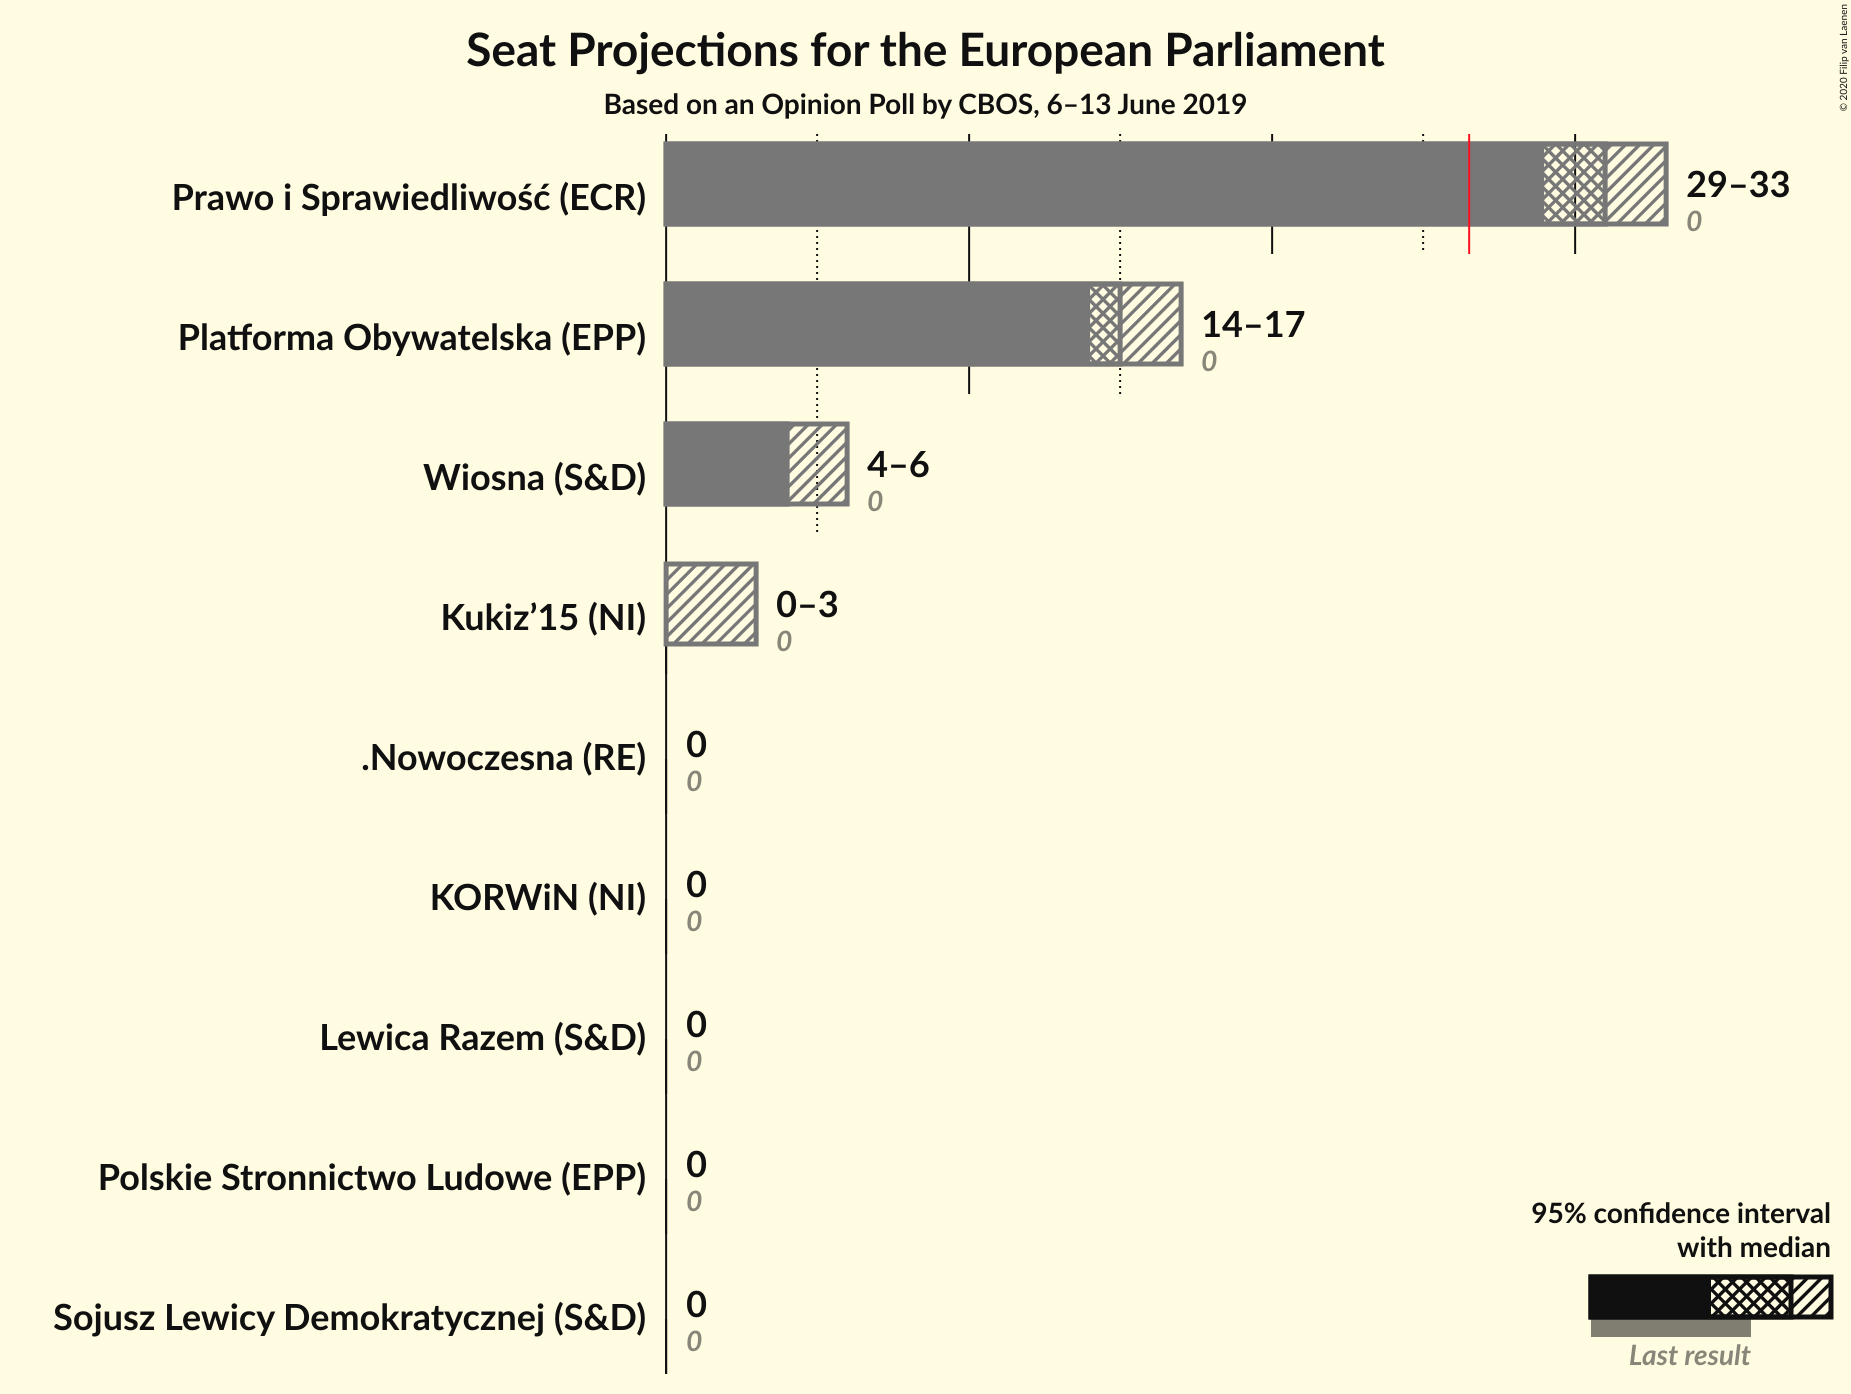 Seat Projections for the European Parliament
Based on an Opinion Poll by CBOS, 6–13 June 2019
© 2020 Filip van Laenen
Prawo i Sprawiedliwość (ECR)
29–33
0
Platforma Obywatelska (EPP)
14–17
0
Wiosna (S&D)
4–6
0
Kukiz’15 (NI)
0–3
0
.Nowoczesna (RE)
0
0
KORWiN (NI)
0
0
Lewica Razem (S&D)
0
0
Polskie Stronnictwo Ludowe (EPP)
0
0
Sojusz Lewicy Demokratycznej (S&D)
0
0
95% confidence interval
with median
Last result